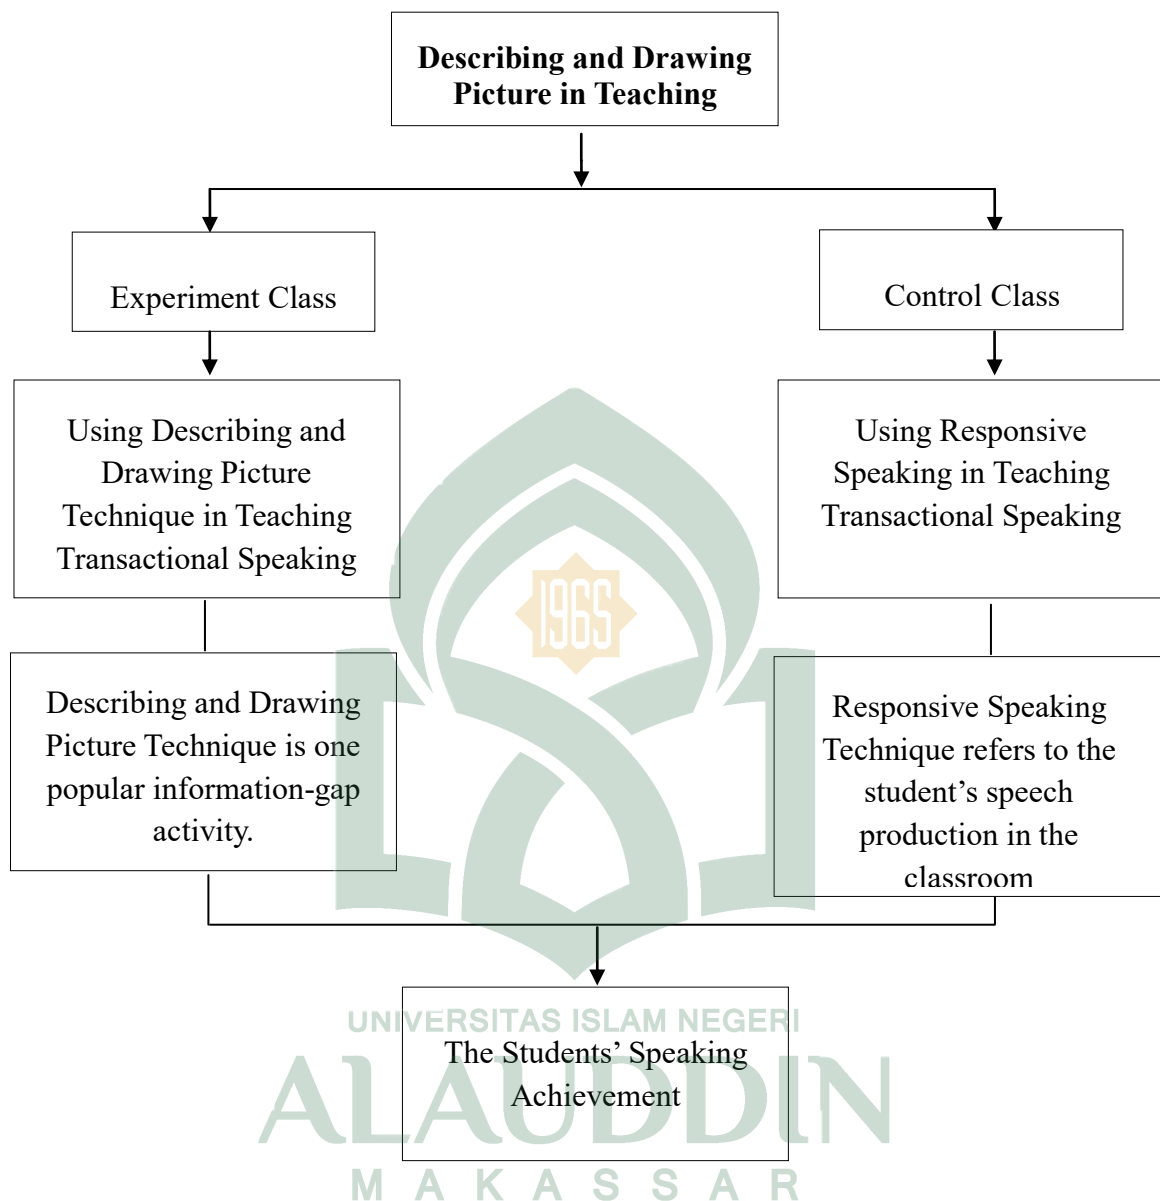 Describing and Drawing
Picture in Teaching
Experiment Class
Control Class
Using Describing and
Drawing Picture
Technique in Teaching
Transactional Speaking
Using Responsive
Speaking in Teaching
Transactional Speaking
1965
Describing and Drawing
Picture Technique is one
popular information-gap
activity.
Responsive Speaking
Technique refers to the
student’s speech
production in the
classroom
UNIVERSITAS ISLAM NEGERI
The Students’ Speaking
Achievement
ALAUDDIN
MAKASSAR